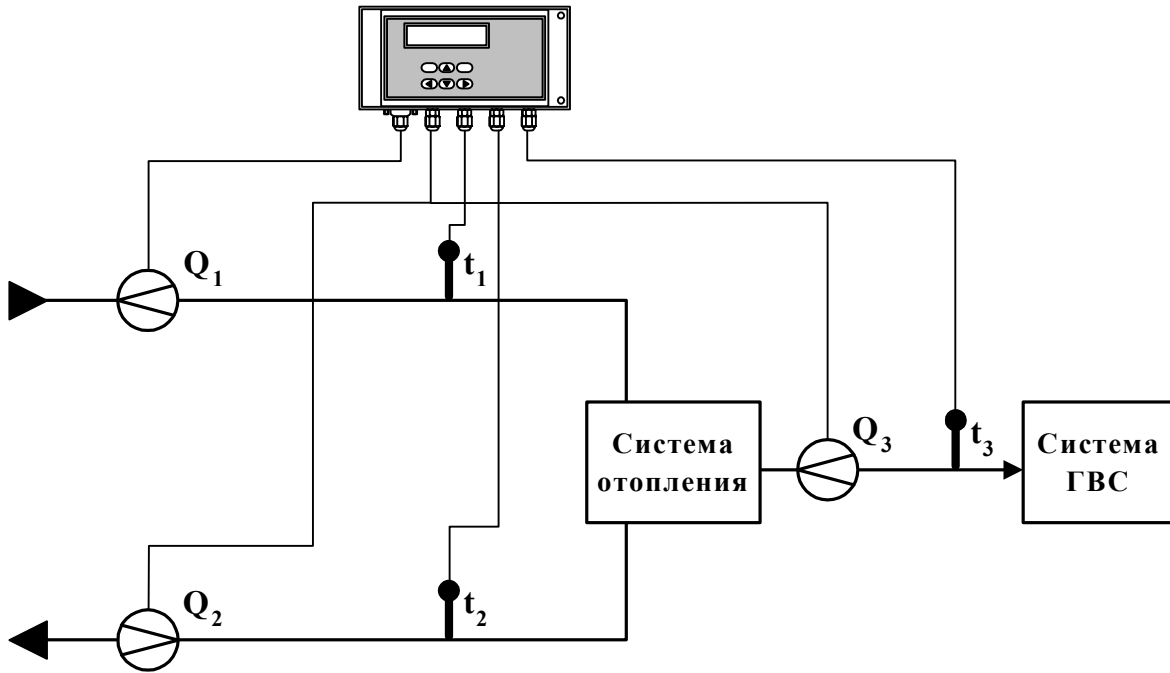 Q1
t1
Q3
t3
Система
отопления
Система
ГВС
Q2
t2